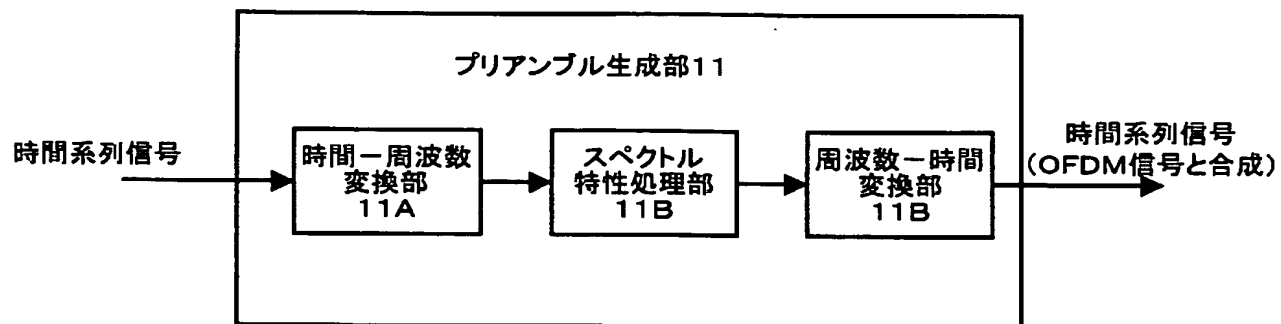 プリアンブル生成部11
時間系列信号
時間－周波数
変換部
11A
スペクトル
特性処理部
11B
周波数－時間
変換部
11B
時間系列信号
(OFDM信号と合成)